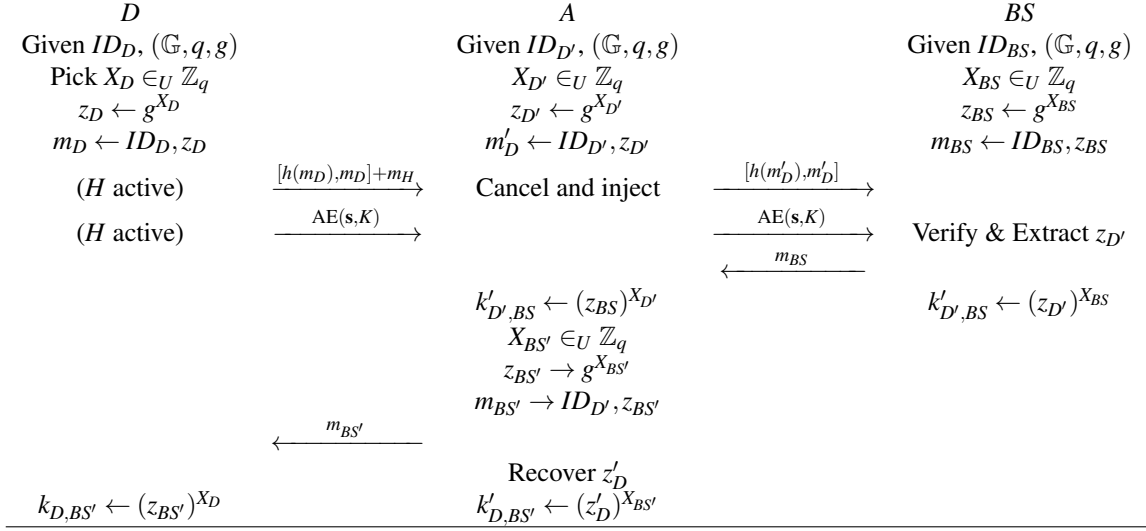 D A BS
Given ID_D, (𝔾,q,g) Given ID_{D′}, (𝔾,q,g) Given ID_{BS}, (𝔾,q,g)
Pick X_D ∈_U ℤ_q X_{D′} ∈_U ℤ_q X_{BS} ∈_U ℤ_q
z_D ← g^{X_D} z_{D′} ← g^{X_{D′}} z_{BS} ← g^{X_{BS}}
m_D ← ID_D, z_D m′_D ← ID_{D′}, z_{D′} m_{BS} ← ID_{BS}, z_{BS}
(H active) [h(m_D),m_D]+m_H ⟶ Cancel and inject [h(m′_D),m′_D] ⟶
(H active) AE(s,K) ⟶ AE(s,K) ⟶ Verify & Extract z_{D′}
m_{BS} ⟵
k′_{D′,BS} ← (z_{BS})^{X_{D′}} k′_{D′,BS} ← (z_{D′})^{X_{BS}}
X_{BS′} ∈_U ℤ_q
z_{BS′} → g^{X_{BS′}}
m_{BS′} → ID_{D′}, z_{BS′}
m_{BS′} ⟵
Recover z′_D
k_{D,BS′} ← (z_{BS′})^{X_D} k′_{D,BS′} ← (z′_D)^{X_{BS′}}